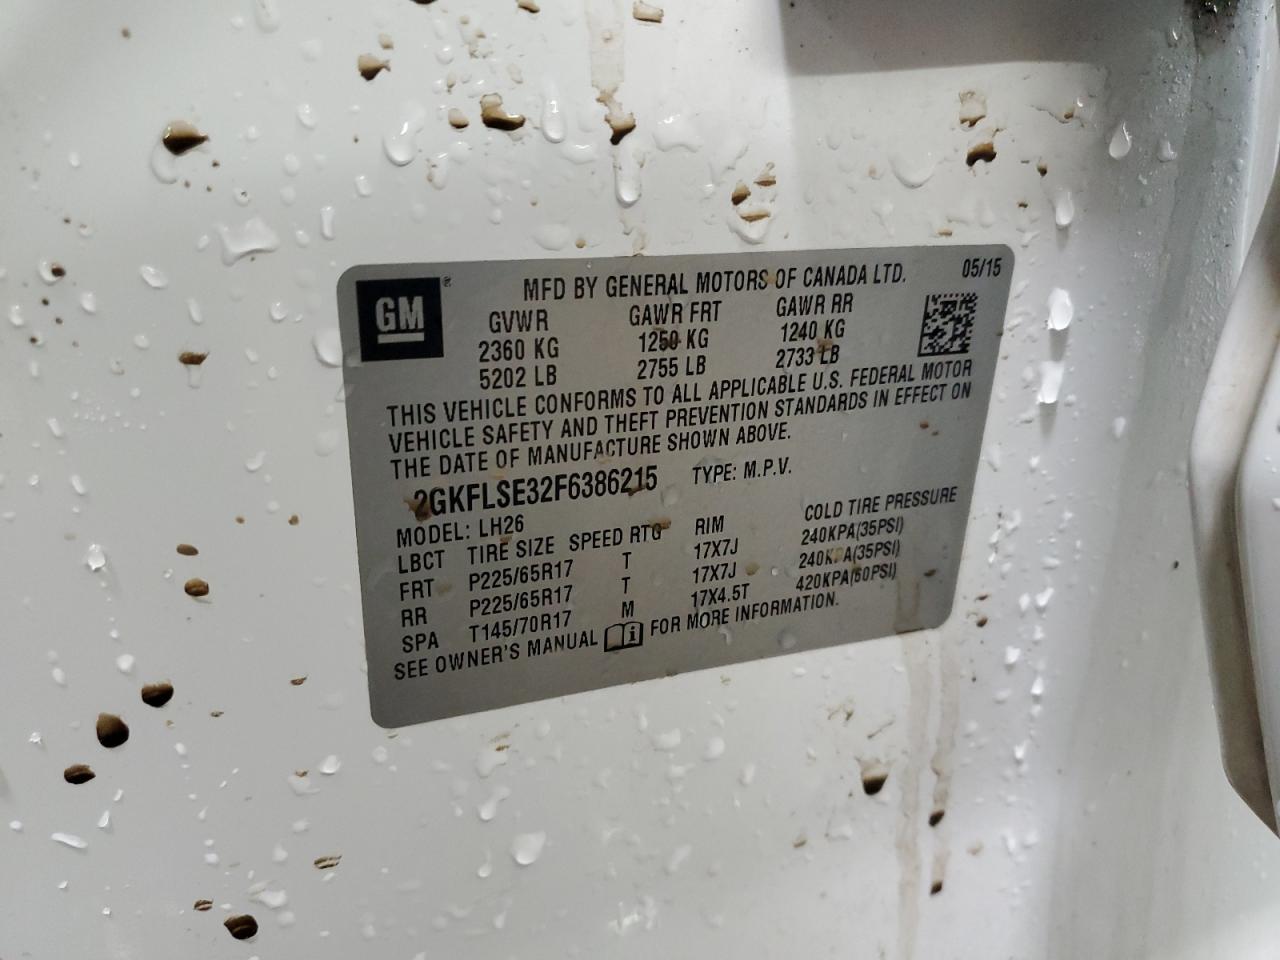 GM ®
MFD BY GENERAL MOTORS OF CANADA LTD. 05/15
GVWR GAWR FRT GAWR RR
2360 KG 1250 KG 1240 KG
5202 LB 2755 LB 2733 LB
THIS VEHICLE CONFORMS TO ALL APPLICABLE U.S. FEDERAL MOTOR
VEHICLE SAFETY AND THEFT PREVENTION STANDARDS IN EFFECT ON
THE DATE OF MANUFACTURE SHOWN ABOVE.
2GKFLSE32F6386215 TYPE: M.P.V.
MODEL: LH26
LBCT TIRE SIZE SPEED RTG RIM COLD TIRE PRESSURE
FRT P225/65R17 T 17X7J 240KPA(35PSI)
RR P225/65R17 T 17X7J 240KPA(35PSI)
SPA T145/70R17 M 17X4.5T 420KPA(60PSI)
SEE OWNER'S MANUAL FOR MORE INFORMATION.